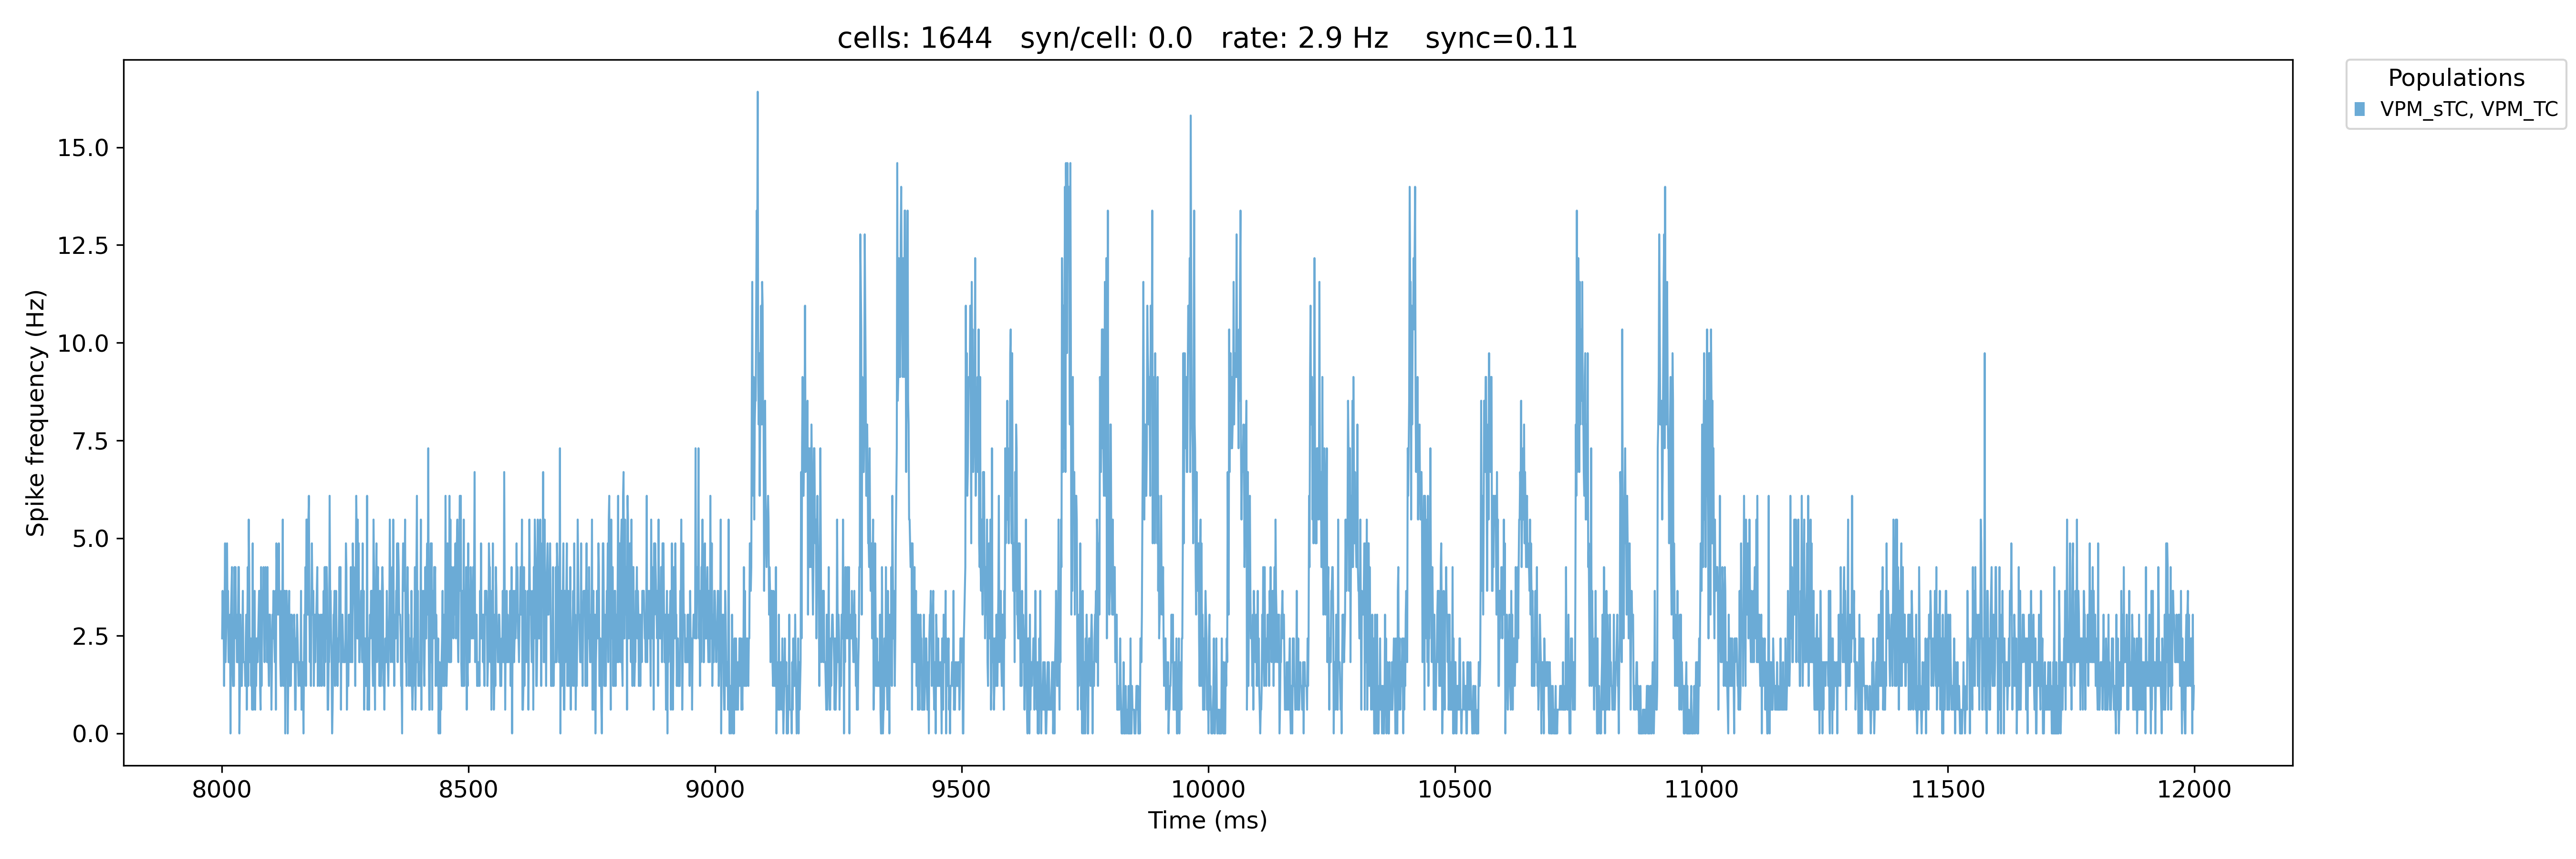 cells: 1644 syn/cell: 0.0 rate: 2.9 Hz sync=0.11
Populations
VPM_sTC, VPM_TC
Spike frequency (Hz)
15.0
12.5
10.0
7.5
5.0
2.5
0.0
8000 8500 9000 9500 10000 10500 11000 11500 12000
Time (ms)